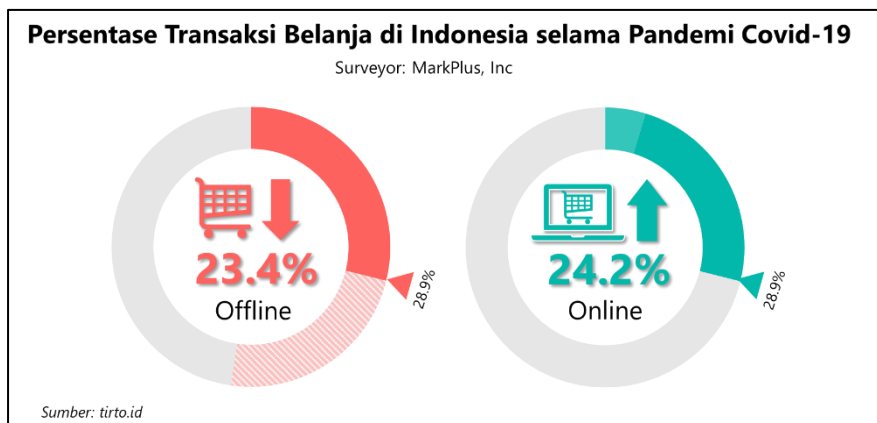 Persentase Transaksi Belanja di Indonesia selama Pandemi Covid-19
Surveyor: MarkPlus, Inc
23.4%
Offline
28.9%
24.2%
Online
28.9%
Sumber: tirto.id